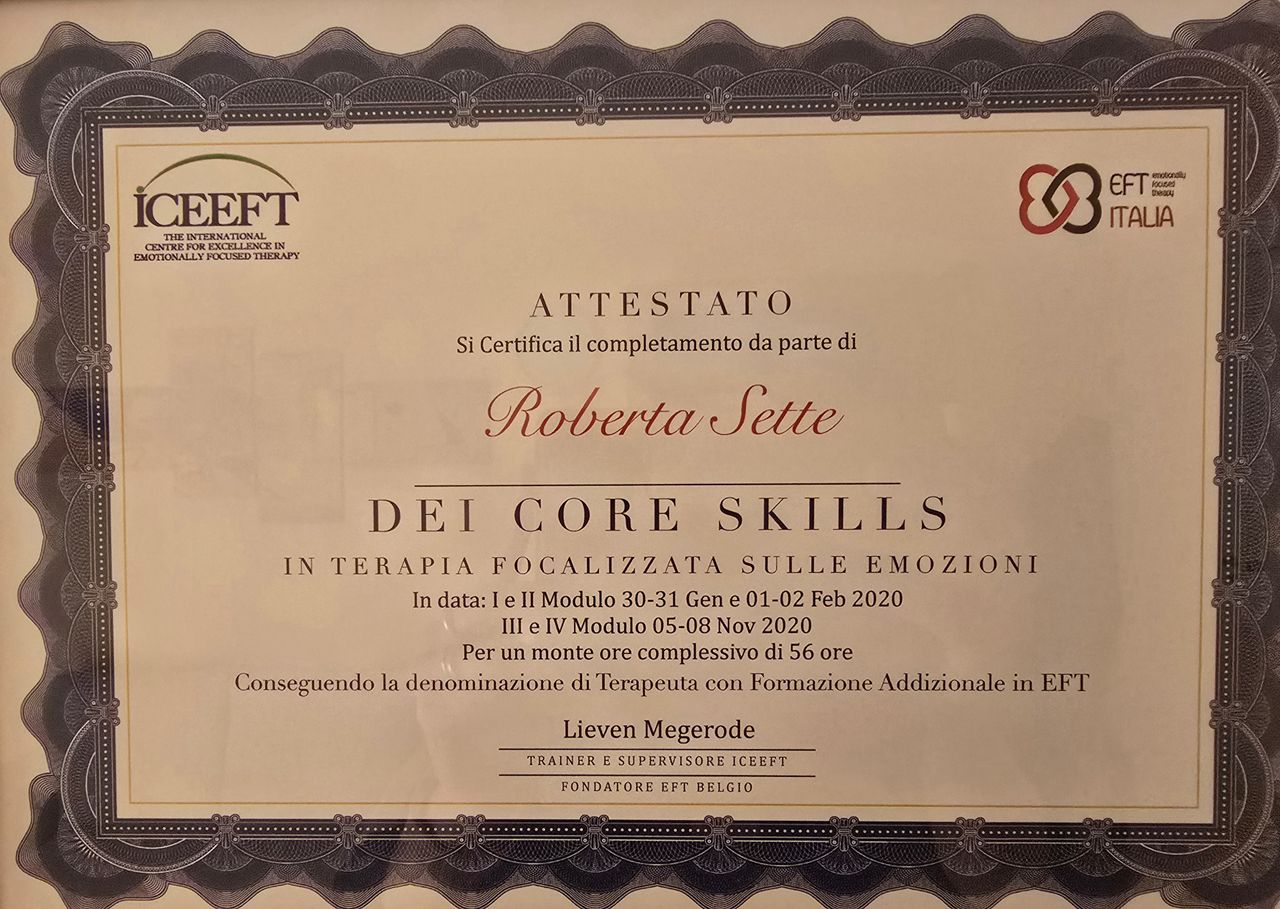 iCEEFT
THE INTERNATIONAL
CENTRE FOR EXCELLENCE IN
EMOTIONALLY FOCUSED THERAPY
EFT emotionally
focused
therapy
ITALIA
ATTESTATO
Si Certifica il completamento da parte di
Roberta Sette
DEI CORE SKILLS
IN TERAPIA FOCALIZZATA SULLE EMOZIONI
In data: I e II Modulo 30-31 Gen e 01-02 Feb 2020
III e IV Modulo 05-08 Nov 2020
Per un monte ore complessivo di 56 ore
Conseguendo la denominazione di Terapeuta con Formazione Addizionale in EFT
Lieven Megerode
TRAINER E SUPERVISORE ICEEFT
FONDATORE EFT BELGIO